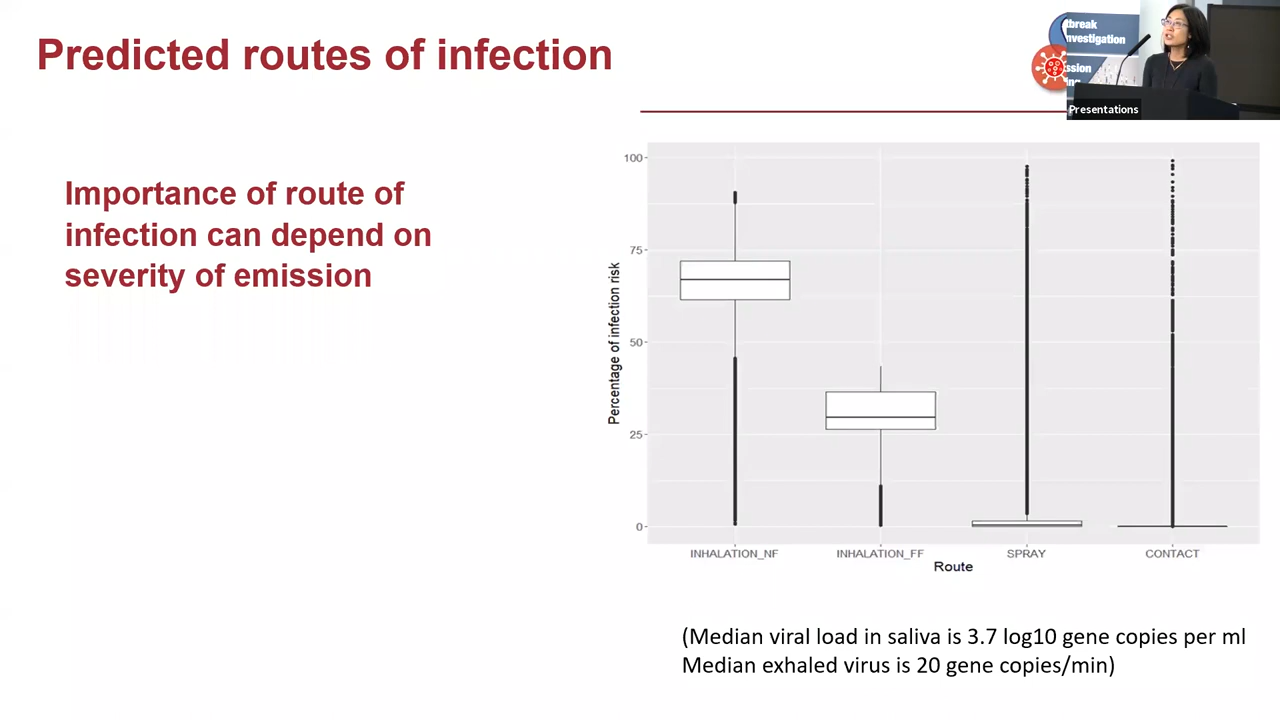 Predicted routes of infection
tbreak
nvestigation
ssion
Presentations
Importance of route of
infection can depend on
severity of emission
100
75
50
25
0
Percentage of infection risk
INHALATION_NF
INHALATION_FF
SPRAY
CONTACT
Route
(Median viral load in saliva is 3.7 log10 gene copies per ml
Median exhaled virus is 20 gene copies/min)